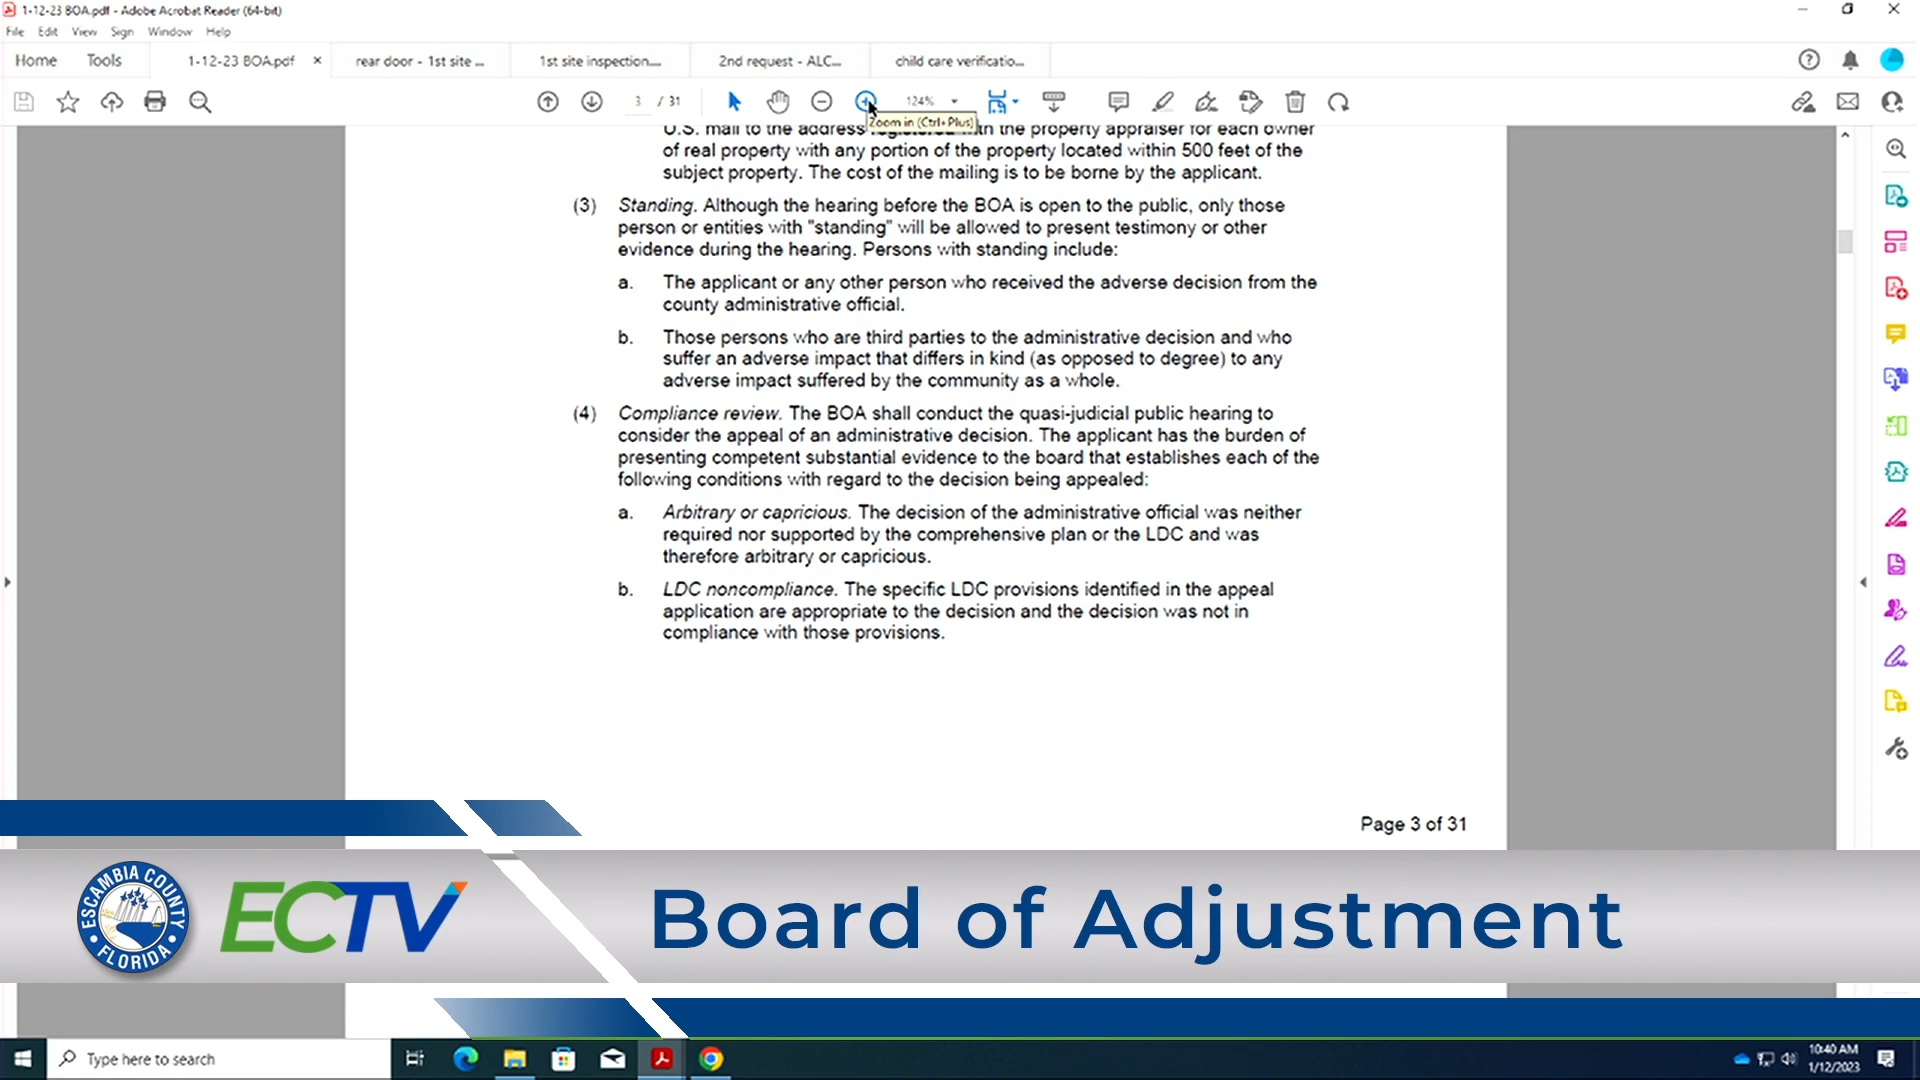 1-12-23 BOA.pdf - Adobe Acrobat Reader (64-bit)
File Edit View Sign Window Help
Home Tools 1-12-23 BOA.pdf × rear door - 1st site ... 1st site inspection.... 2nd request - ALC... child care verificatio...
3 / 31 124%
Zoom in (Ctrl+Plus)
U.S. mail to the address registered with the property appraiser for each owner
of real property with any portion of the property located within 500 feet of the
subject property. The cost of the mailing is to be borne by the applicant.
(3) Standing. Although the hearing before the BOA is open to the public, only those
person or entities with "standing" will be allowed to present testimony or other
evidence during the hearing. Persons with standing include:
a. The applicant or any other person who received the adverse decision from the
county administrative official.
b. Those persons who are third parties to the administrative decision and who
suffer an adverse impact that differs in kind (as opposed to degree) to any
adverse impact suffered by the community as a whole.
(4) Compliance review. The BOA shall conduct the quasi-judicial public hearing to
consider the appeal of an administrative decision. The applicant has the burden of
presenting competent substantial evidence to the board that establishes each of the
following conditions with regard to the decision being appealed:
a. Arbitrary or capricious. The decision of the administrative official was neither
required nor supported by the comprehensive plan or the LDC and was
therefore arbitrary or capricious.
b. LDC noncompliance. The specific LDC provisions identified in the appeal
application are appropriate to the decision and the decision was not in
compliance with those provisions.
Page 3 of 31
ESCAMBIA COUNTY
FLORIDA
ECTV
Board of Adjustment
Type here to search
10:40 AM
1/12/2023